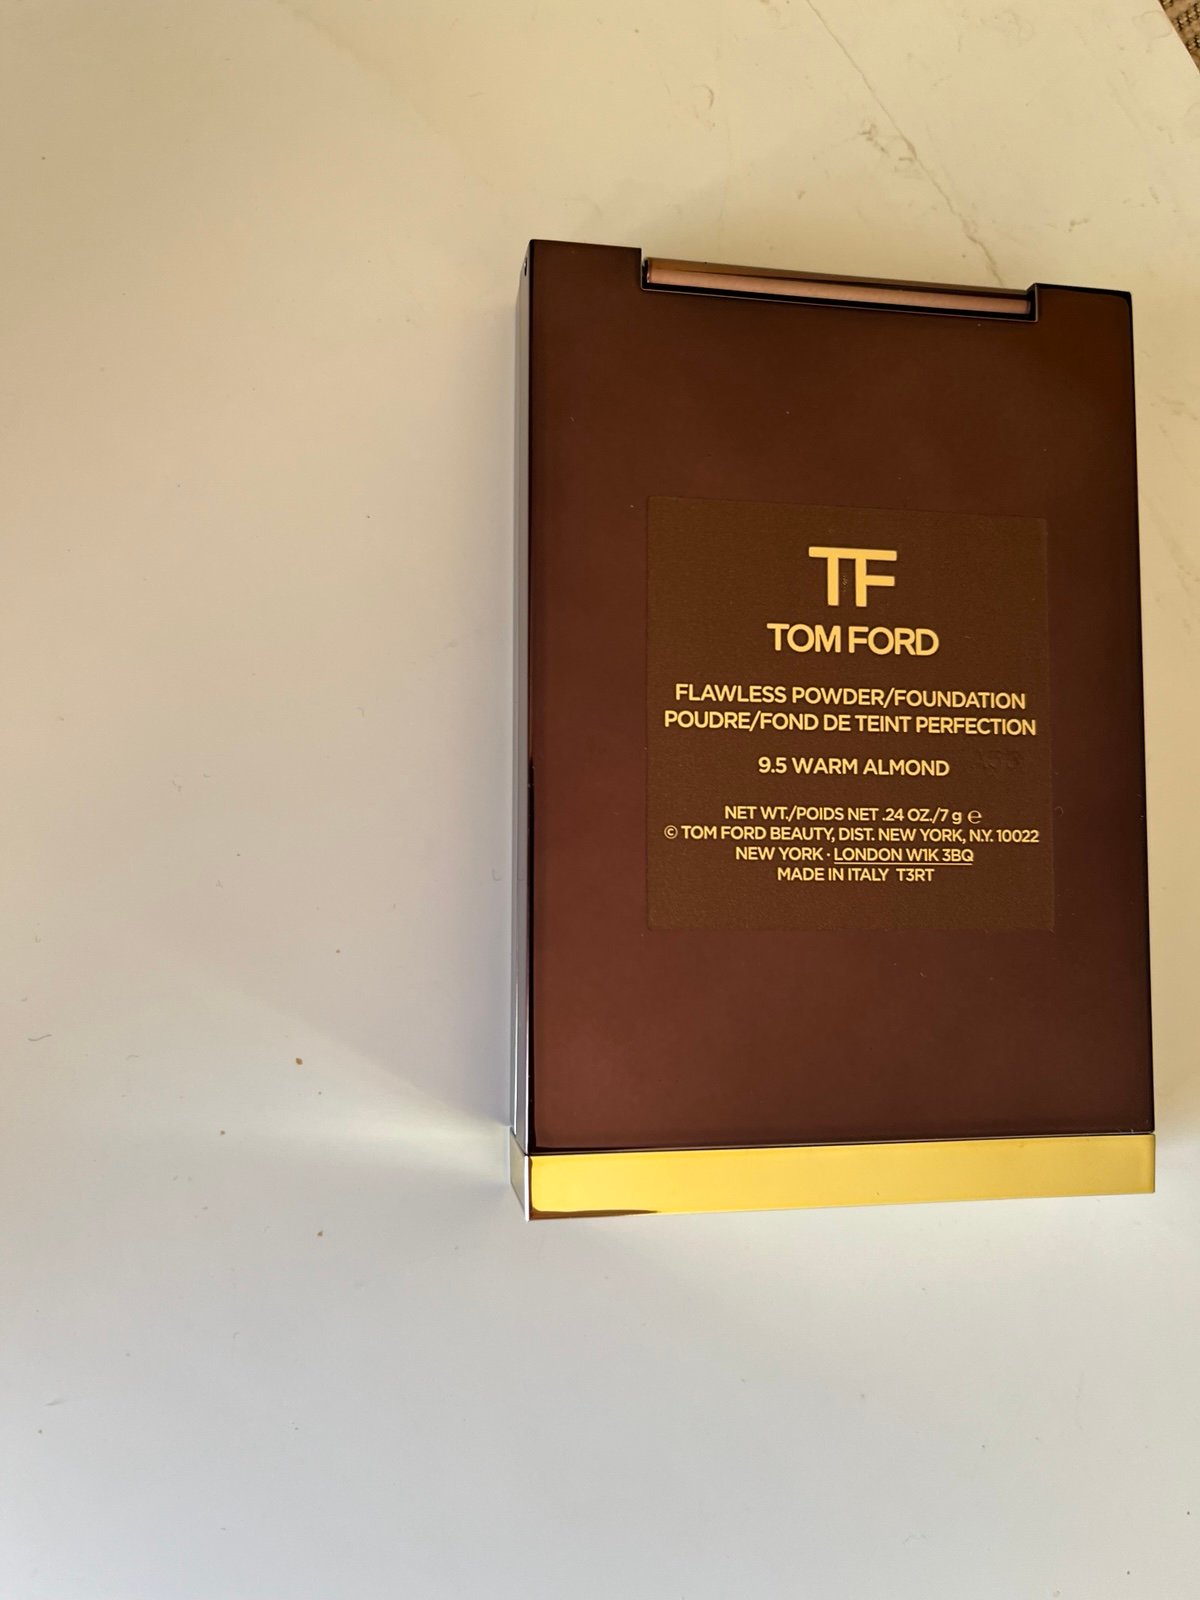 TF
TOM FORD
FLAWLESS POWDER/FOUNDATION
POUDRE/FOND DE TEINT PERFECTION
9.5 WARM ALMOND
NET WT./POIDS NET .24 OZ./7 g ℮
© TOM FORD BEAUTY, DIST. NEW YORK, N.Y. 10022
NEW YORK · LONDON W1K 3BQ
MADE IN ITALY T3RT